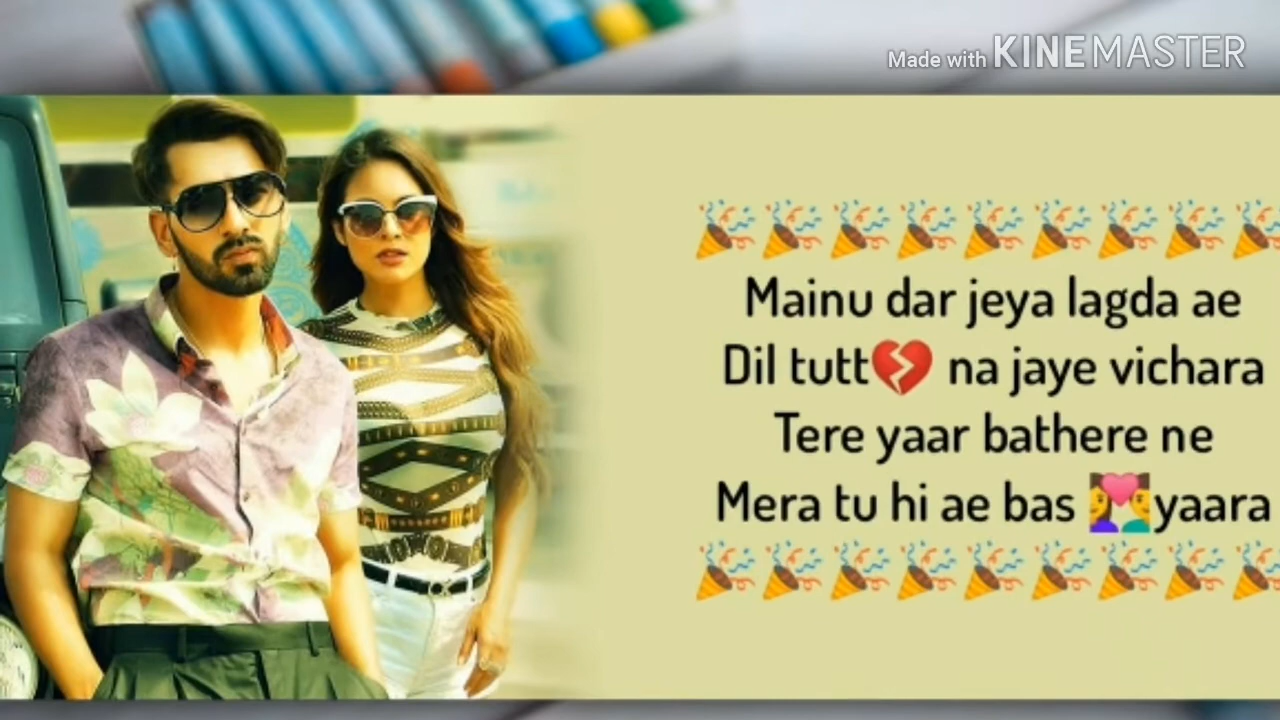 Made with KINEMASTER
🎉🎉🎉🎉🎉🎉🎉🎉🎉
Mainu dar jeya lagda ae
Dil tutt💔 na jaye vichara
Tere yaar bathere ne
Mera tu hi ae bas 💑yaara
🎉🎉🎉🎉🎉🎉🎉🎉🎉